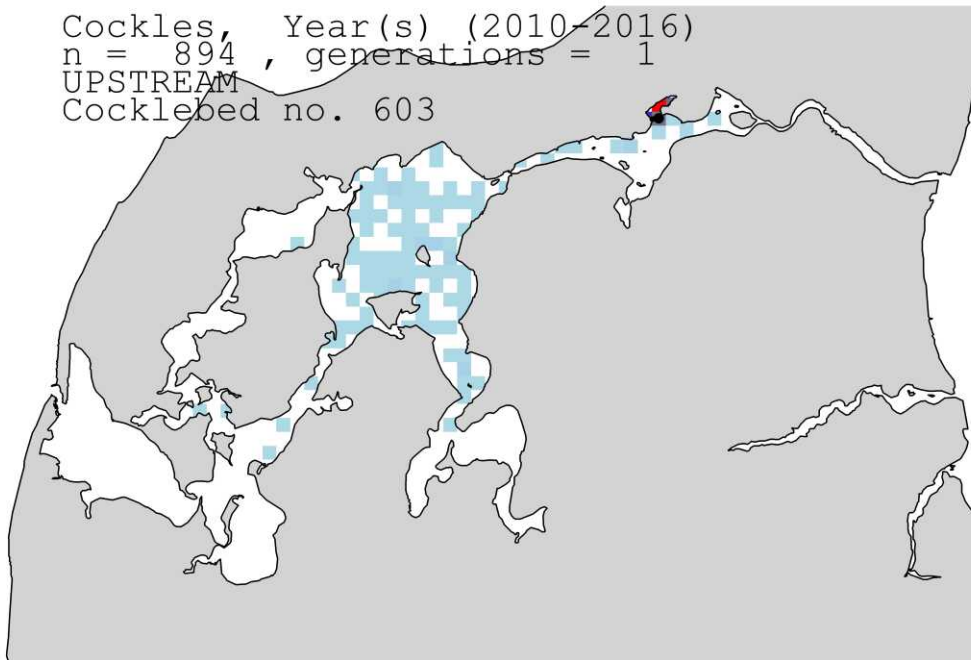 Cockles, Year(s) (2010-2016)
n = 894 , generations = 1
UPSTREAM
Cocklebed no. 603